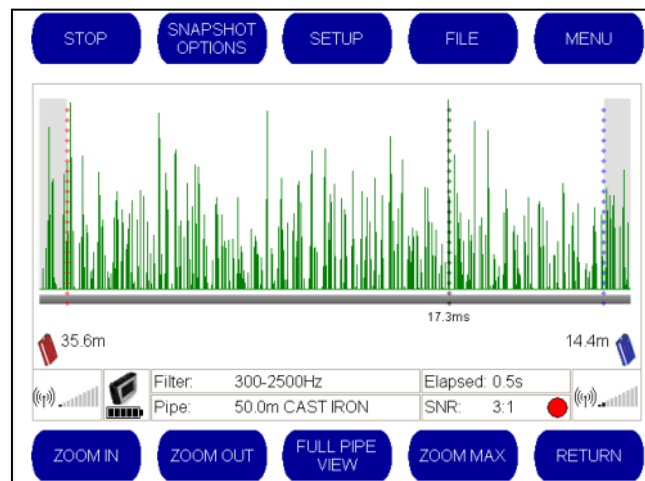 STOP
SNAPSHOT
OPTIONS
SETUP
FILE
MENU
17.3ms
35.6m
14.4m
Filter: 300-2500Hz
Elapsed: 0.5s
Pipe: 50.0m CAST IRON
SNR: 3:1
ZOOM IN
ZOOM OUT
FULL PIPE
VIEW
ZOOM MAX
RETURN